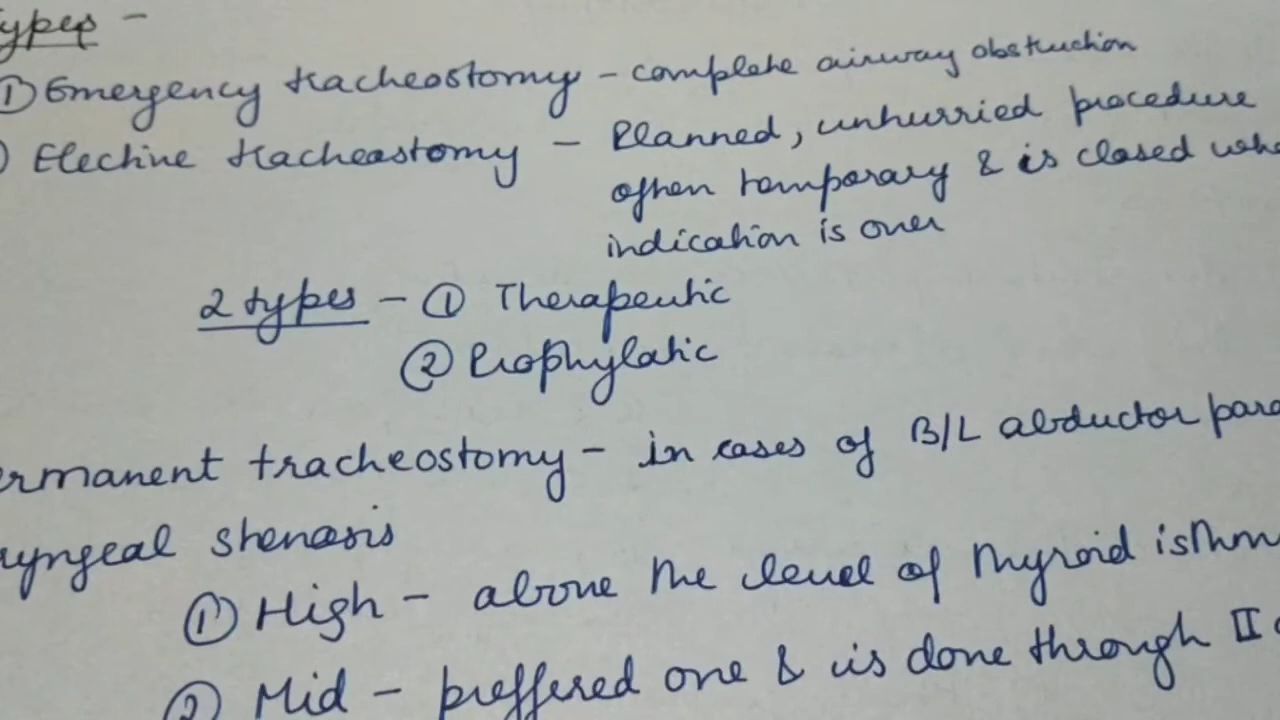 ypes -
① Emergency tracheostomy - complete airway obstruction
) Elective tracheostomy - Planned, unhurried procedure
often temporary & is closed whe
indication is over
2 types - ① Therapeutic
② Prophylatic
ermanent tracheostomy - in cases of B/L abductor para
ryngeal stenosis
① High - above the level of thyroid isthm
② Mid - preffered one & is done through II